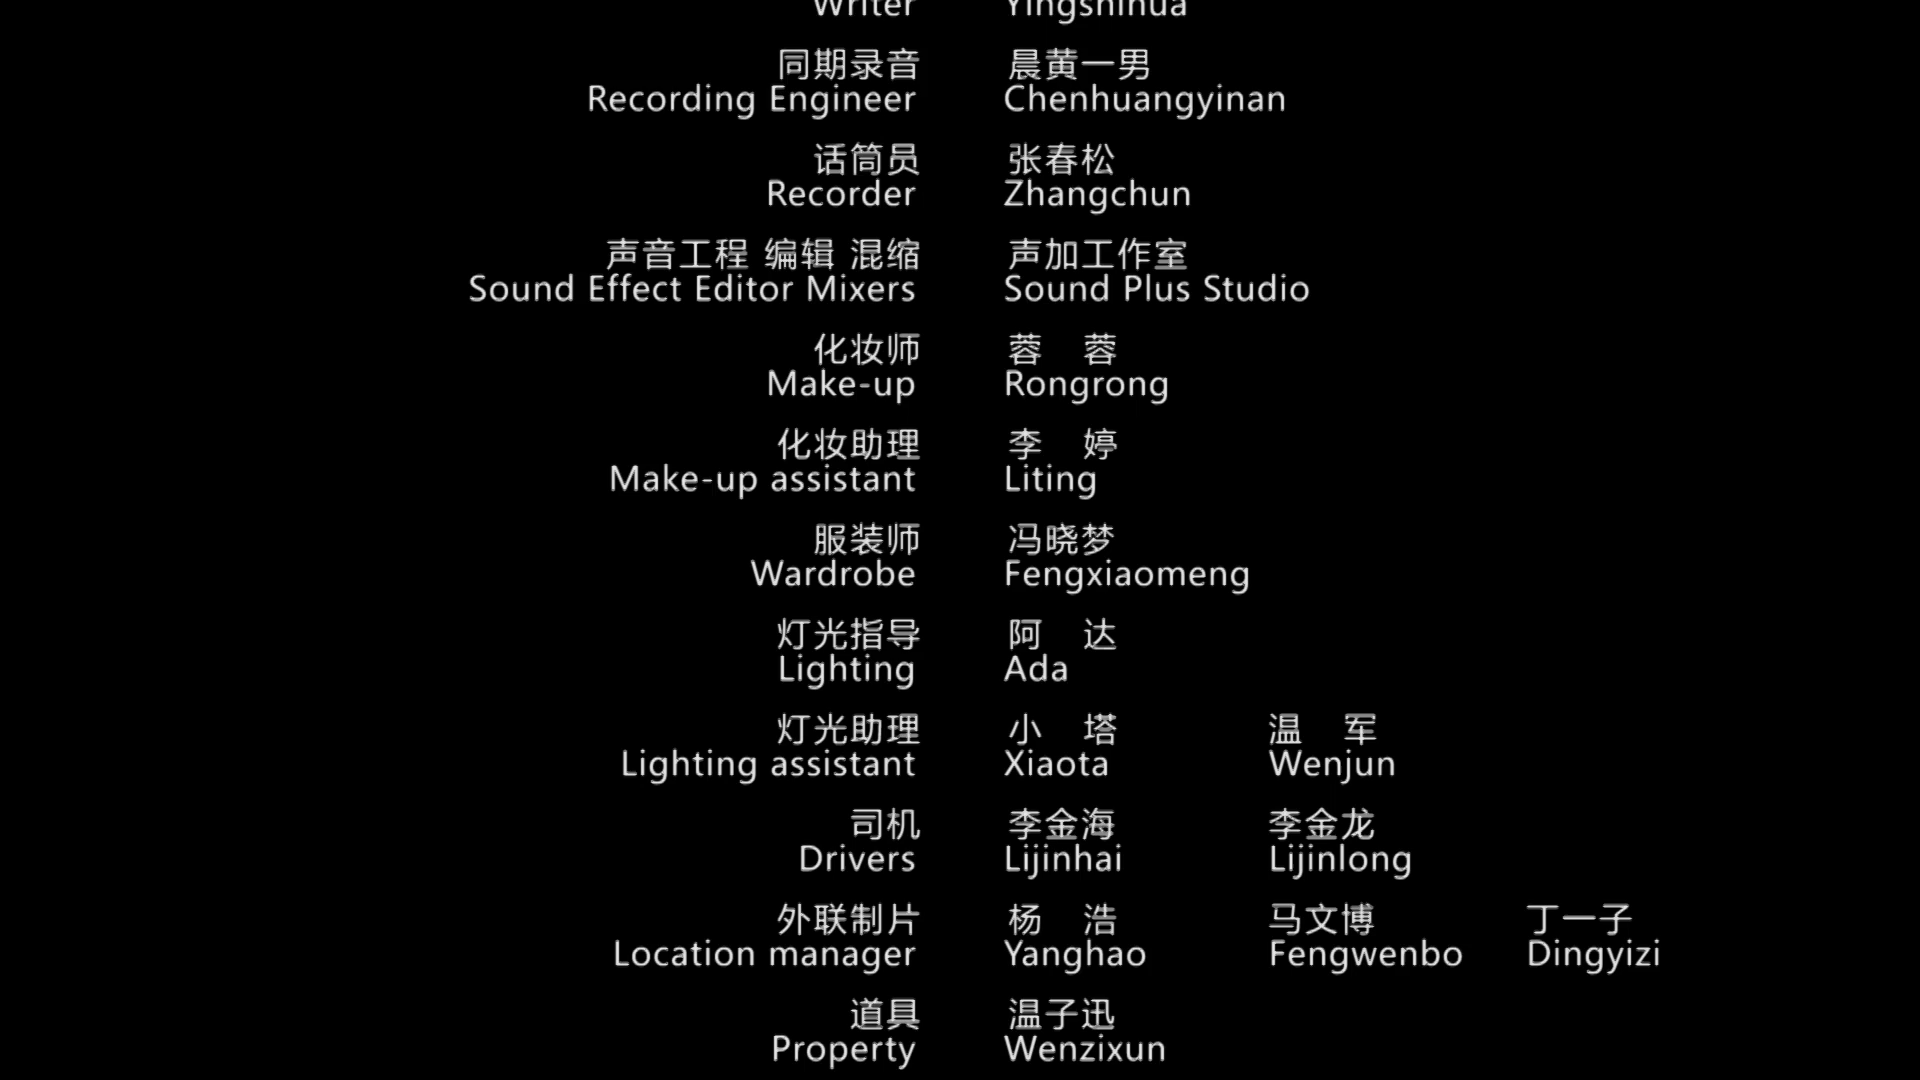 Writer Yingshihua
同期录音 晨黄一男
Recording Engineer Chenhuangyinan
话筒员 张春松
Recorder Zhangchun
声音工程 编辑 混缩 声加工作室
Sound Effect Editor Mixers Sound Plus Studio
化妆师 蓉 蓉
Make-up Rongrong
化妆助理 李 婷
Make-up assistant Liting
服装师 冯晓梦
Wardrobe Fengxiaomeng
灯光指导 阿 达
Lighting Ada
灯光助理 小 塔 温 军
Lighting assistant Xiaota Wenjun
司机 李金海 李金龙
Drivers Lijinhai Lijinlong
外联制片 杨 浩 马文博 丁一子
Location manager Yanghao Fengwenbo Dingyizi
道具 温子迅
Property Wenzixun